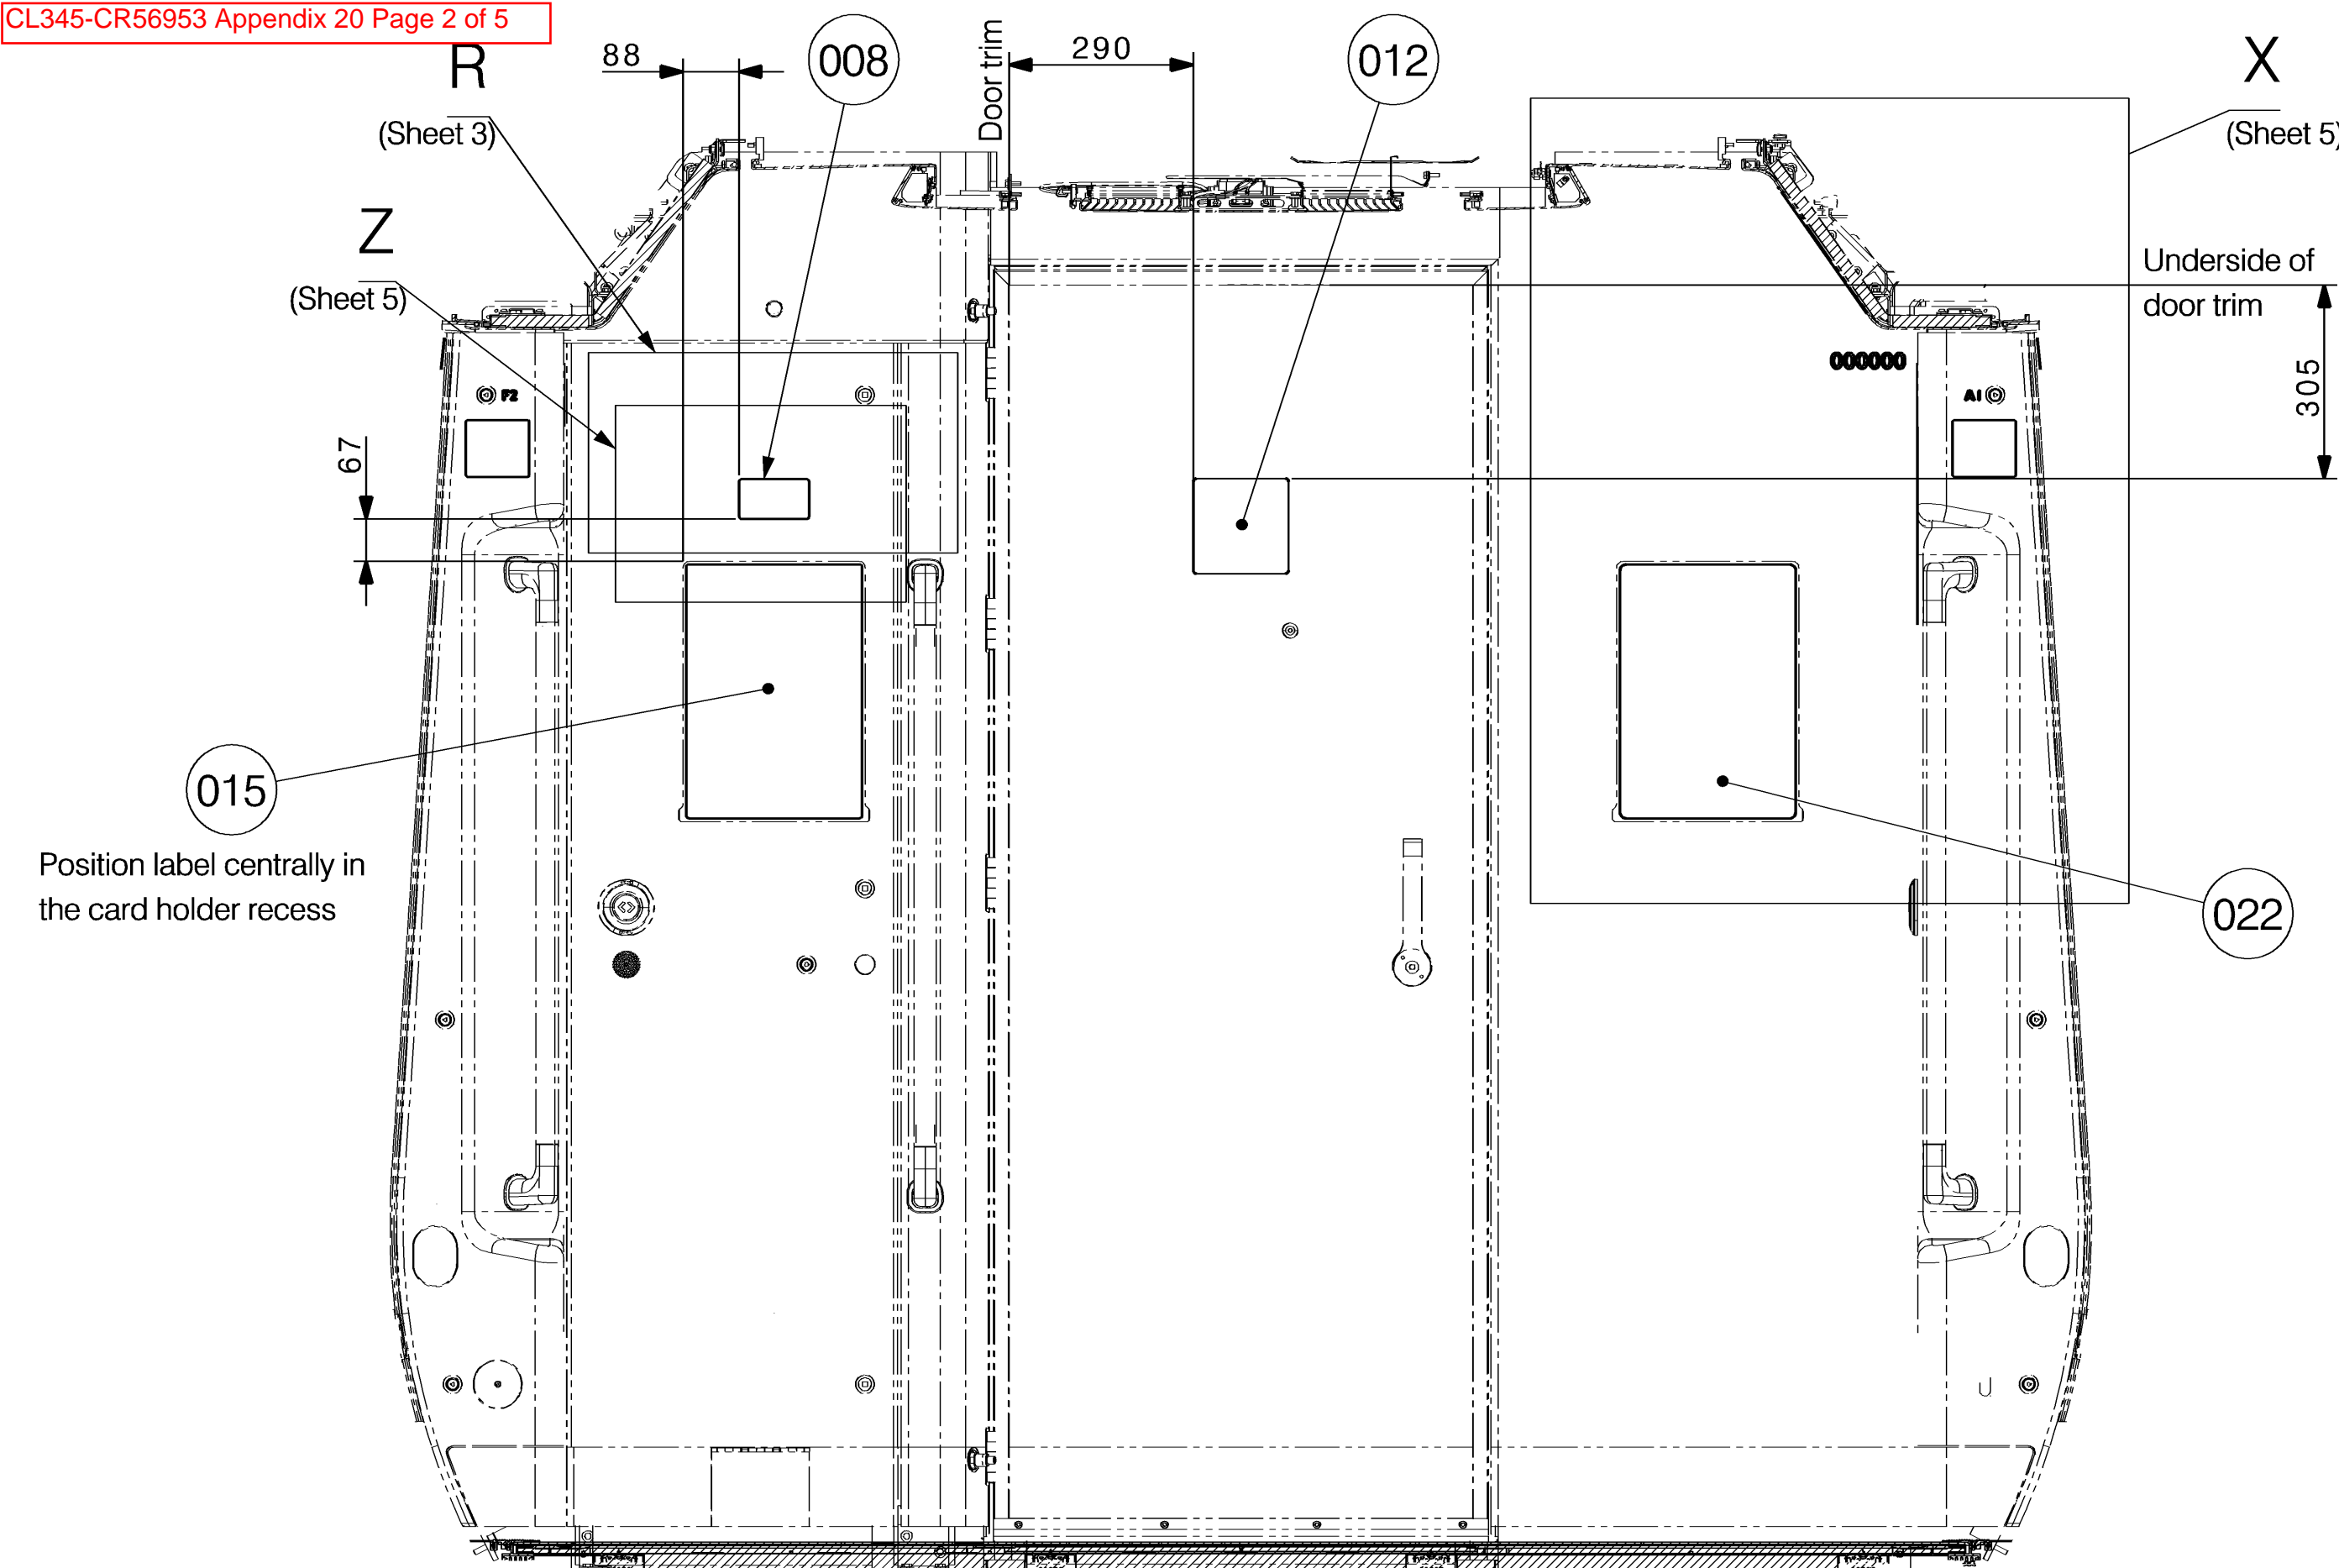 CL345-CR56953 Appendix 20 Page 2 of 5
R
(Sheet 3)
88
008
Door trim
290
012
X
(Sheet 5)
Z
(Sheet 5)
Underside of
door trim
305
000000
F2
A1
67
015
Position label centrally in
the card holder recess
022